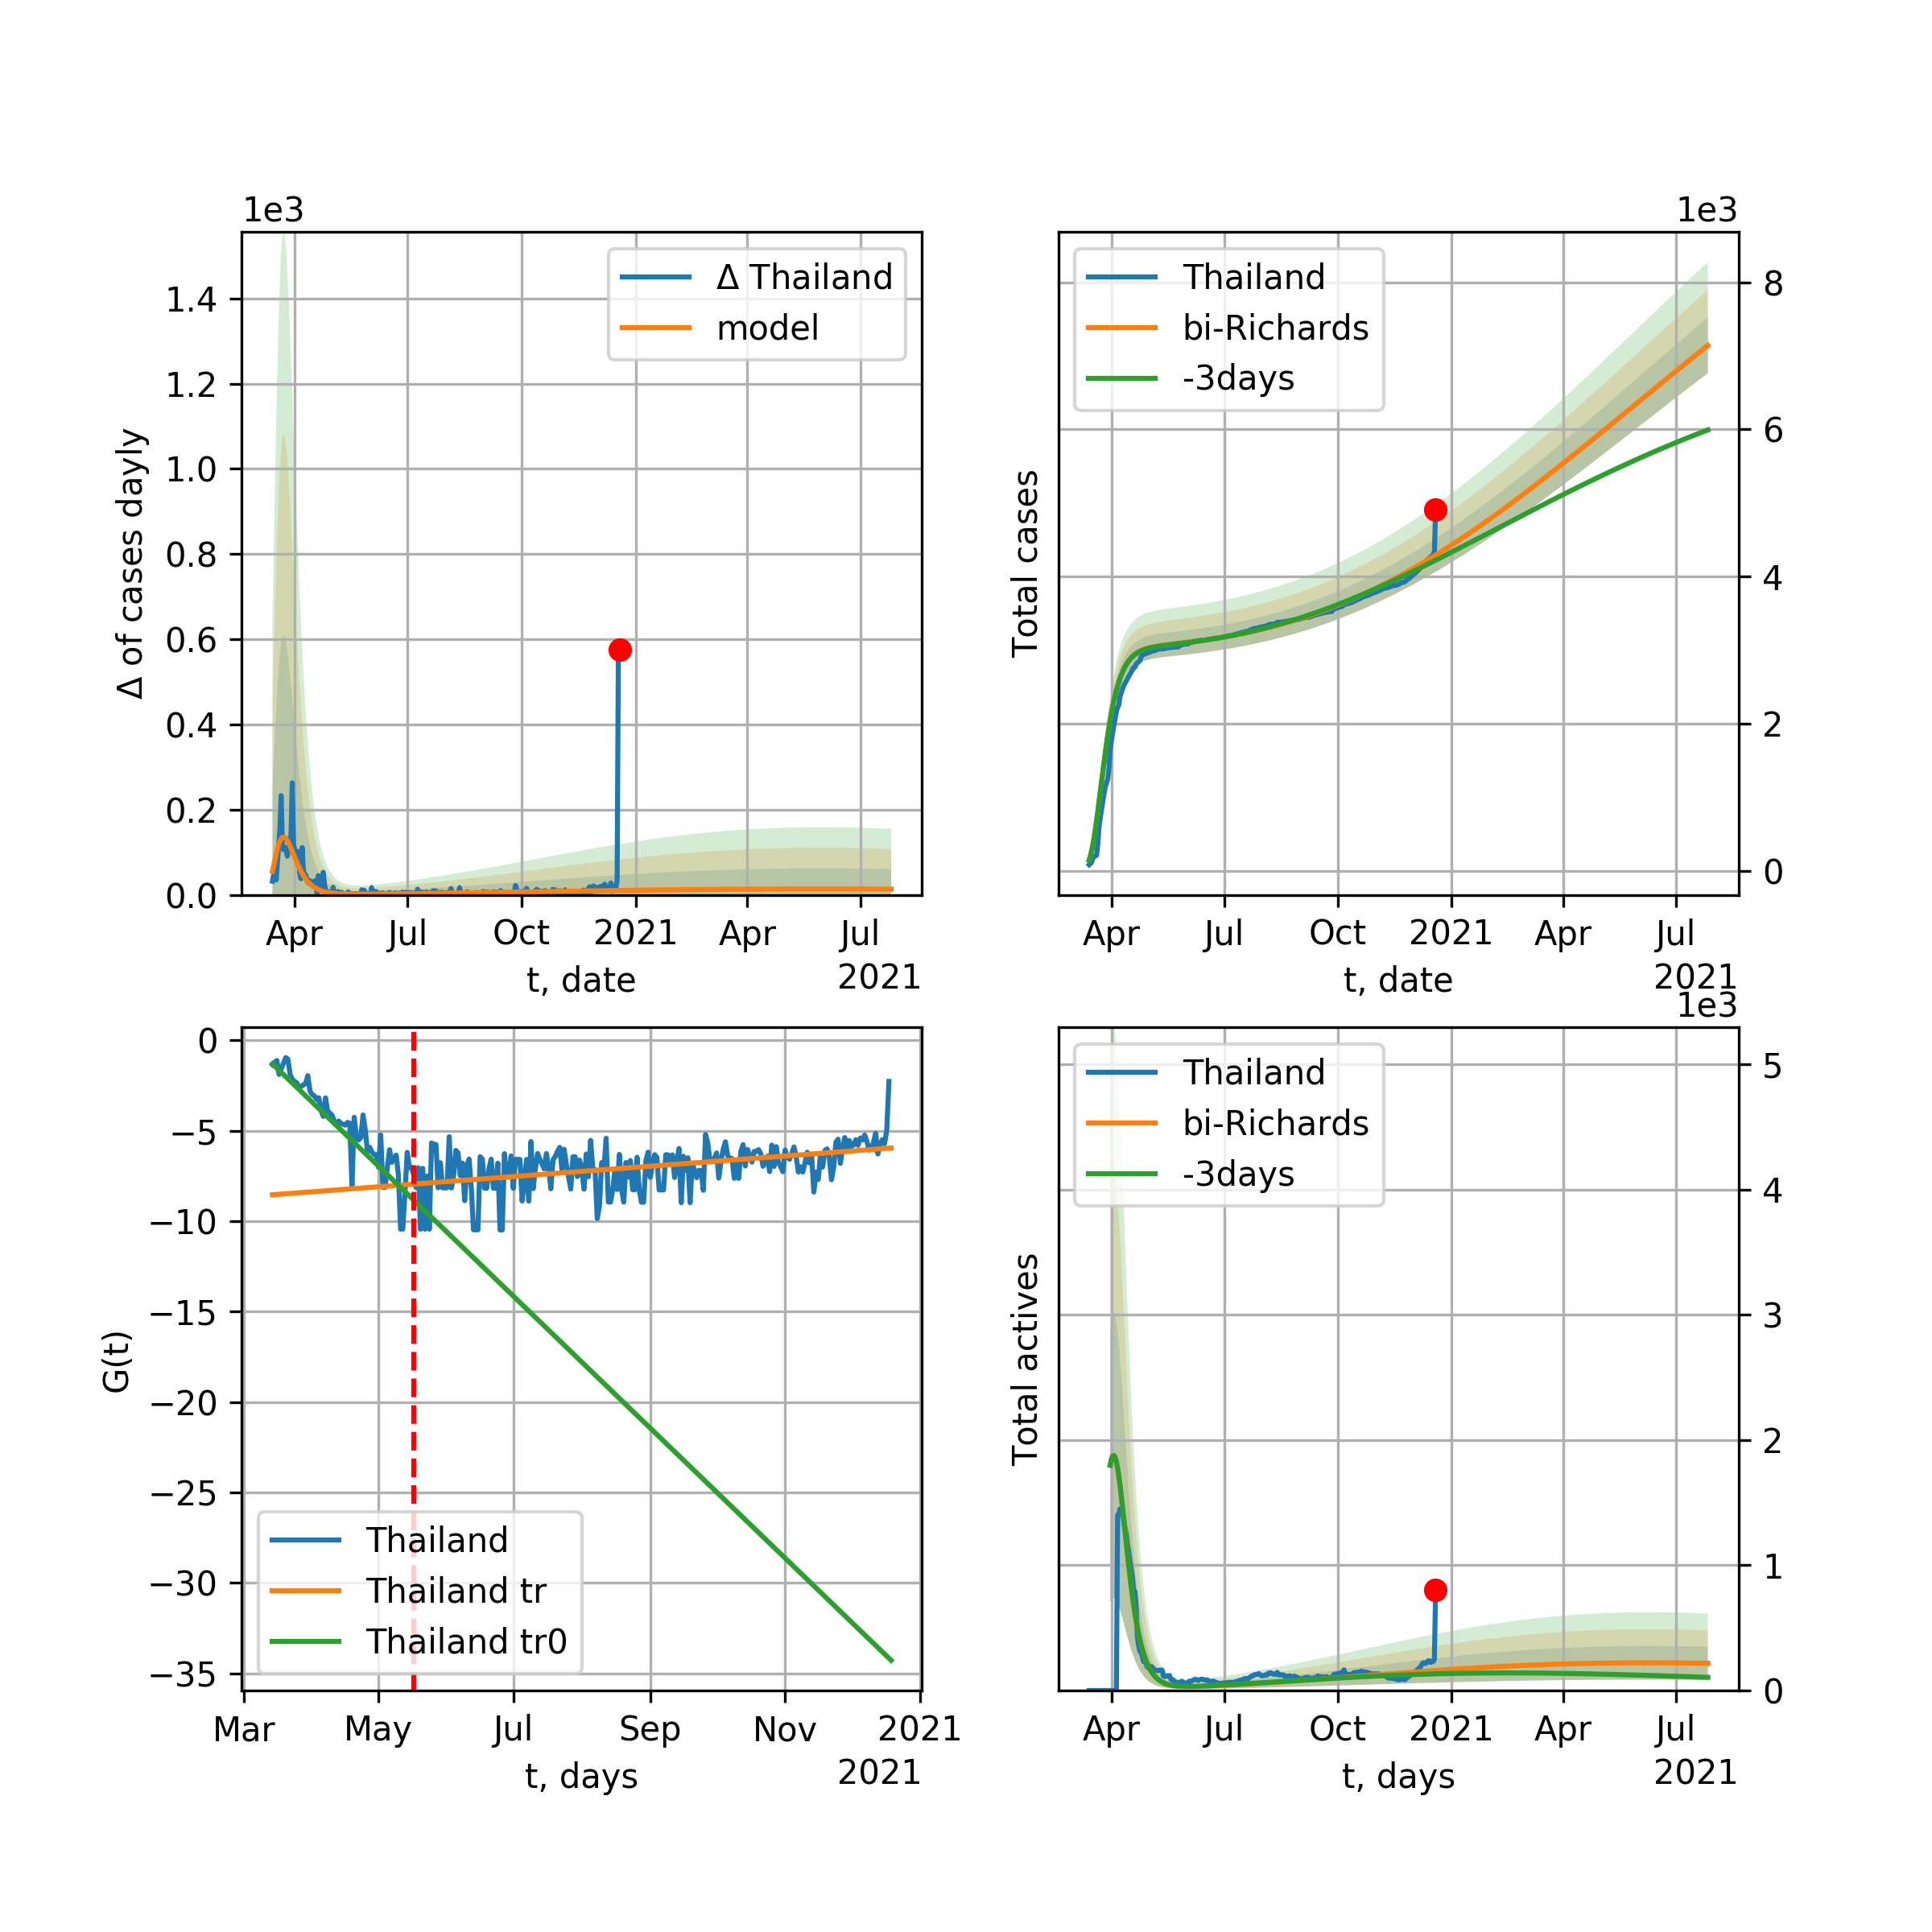 1e3
Δ of cases dayly
1.4
1.2
1.0
0.8
0.6
0.4
0.2
0.0
Δ Thailand
model
Apr Jul Oct 2021 Apr Jul
2021
t, date
1e3
Total cases
Thailand
bi-Richards
-3days
8
6
4
2
0
Apr Jul Oct 2021 Apr Jul
2021
t, date
G(t)
0
−5
−10
−15
−20
−25
−30
−35
Thailand
Thailand tr
Thailand tr0
Mar May Jul Sep Nov 2021
2021
t, days
1e3
Total actives
Thailand
bi-Richards
-3days
5
4
3
2
1
0
Apr Jul Oct 2021 Apr Jul
2021
t, days